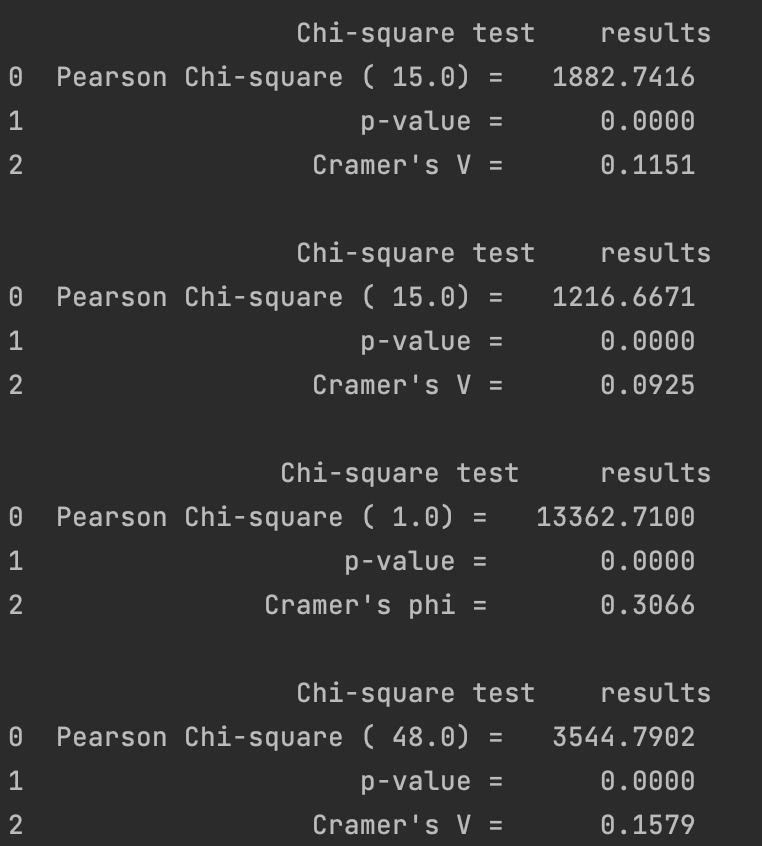 Chi-square test results
0 Pearson Chi-square ( 15.0) = 1882.7416
1 p-value = 0.0000
2 Cramer's V = 0.1151
Chi-square test results
0 Pearson Chi-square ( 15.0) = 1216.6671
1 p-value = 0.0000
2 Cramer's V = 0.0925
Chi-square test results
0 Pearson Chi-square ( 1.0) = 13362.7100
1 p-value = 0.0000
2 Cramer's phi = 0.3066
Chi-square test results
0 Pearson Chi-square ( 48.0) = 3544.7902
1 p-value = 0.0000
2 Cramer's V = 0.1579